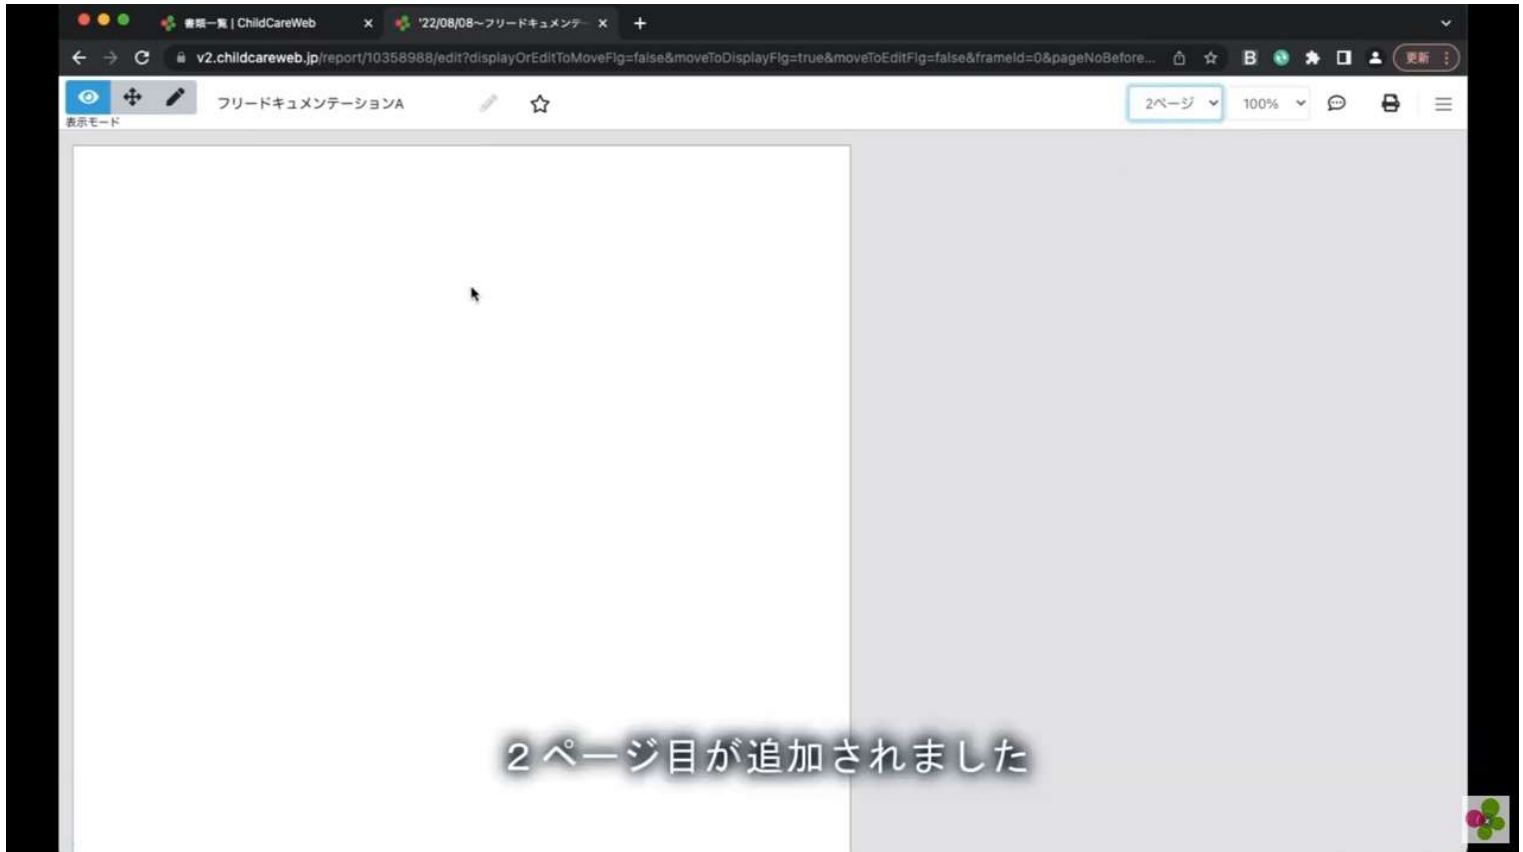 書類一覧 | ChildCareWeb
'22/08/08〜フリードキュメンテ
v2.childcareweb.jp/report/10358988/edit?displayOrEditToMoveFlg=false&moveToDisplayFlg=true&moveToEditFlg=false&frameId=0&pageNoBefore...
更新
フリードキュメンテーションA
2ページ
100%
表示モード
2ページ目が追加されました